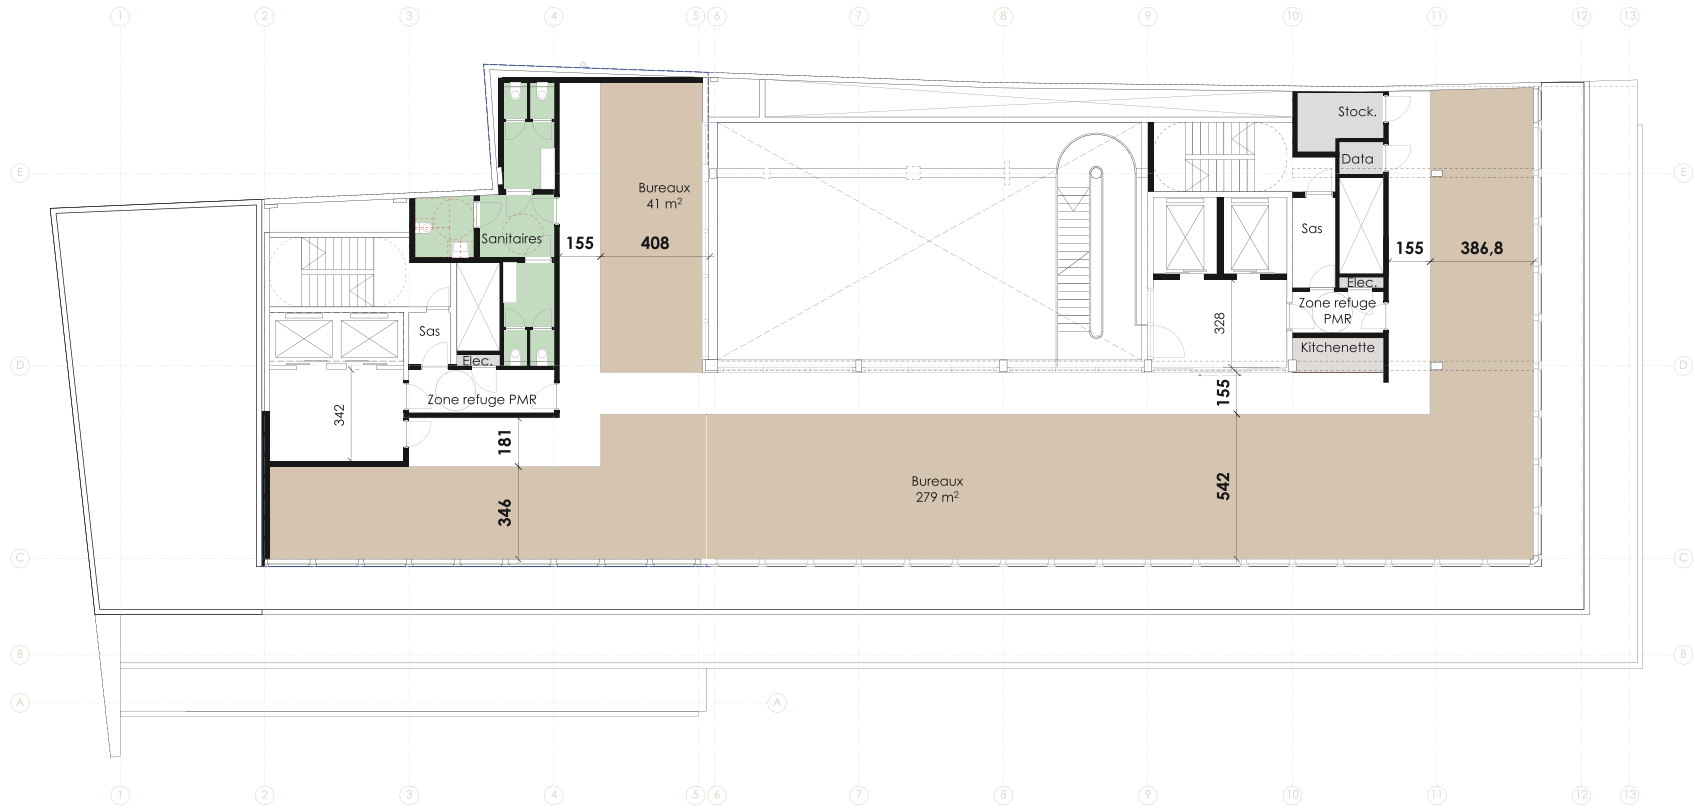 1 2 3 4 5 6 7 8 9 10 11 12 13
Stock.
Data
E
E
Bureaux
41 m²
Sanitaires
155
408
Sas
155
386,8
Elec.
Zone refuge
PMR
328
Sas
Kitchenette
Elec.
D
D
155
Zone refuge PMR
342
181
Bureaux
279 m²
542
346
C
C
B
B
A
A
1 2 3 4 5 6 7 8 9 10 11 12 13